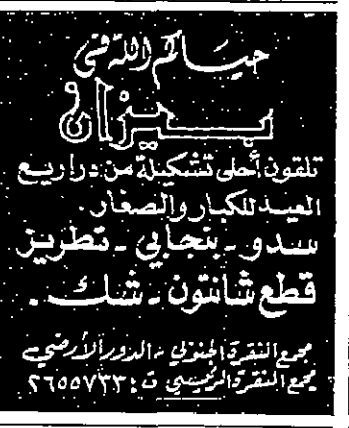 حياكم الله في
بيزان
تلقون أحلى تشكيلة من دراريع
العيد للكبار والصغار.
سدو - بنجابي - تطريز
قطع شانتون - شك .
مجمع النقرة الجنوبي - الدور الأرضي
مجمع النقرة الرئيسي ت: ٢٦٥٥٧٣٣